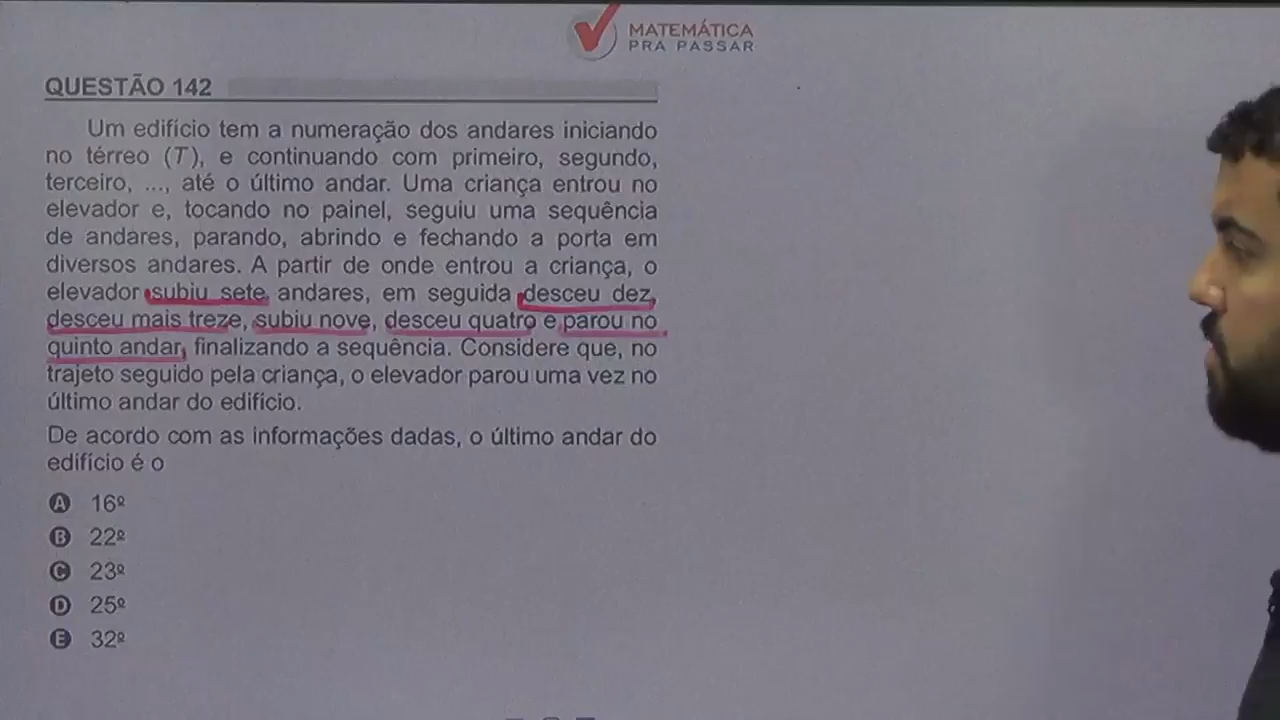 MATEMÁTICA
PRA PASSAR
QUESTÃO 142
Um edifício tem a numeração dos andares iniciando
no térreo (T), e continuando com primeiro, segundo,
terceiro, ..., até o último andar. Uma criança entrou no
elevador e, tocando no painel, seguiu uma sequência
de andares, parando, abrindo e fechando a porta em
diversos andares. A partir de onde entrou a criança, o
elevador subiu sete andares, em seguida desceu dez,
desceu mais treze, subiu nove, desceu quatro e parou no
quinto andar, finalizando a sequência. Considere que, no
trajeto seguido pela criança, o elevador parou uma vez no
último andar do edifício.
De acordo com as informações dadas, o último andar do
edifício é o
A 16º
B 22º
C 23º
D 25º
E 32º